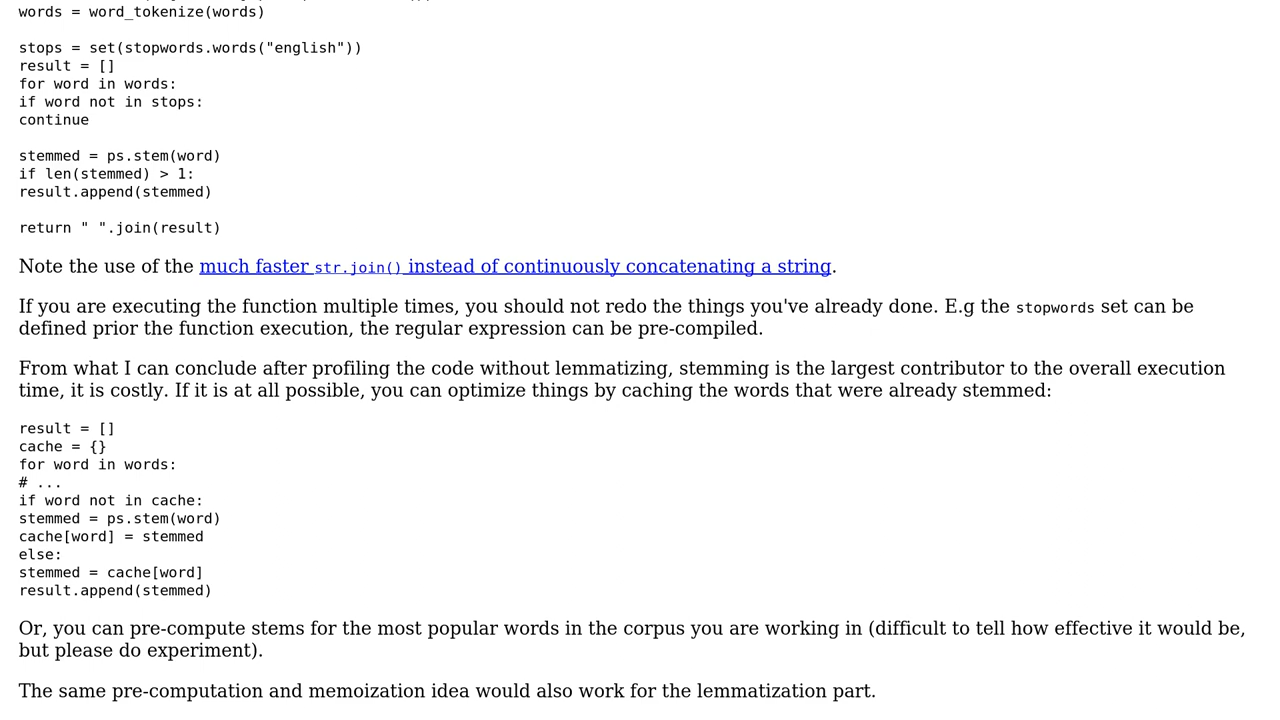 words = word_tokenize(words)
stops = set(stopwords.words("english"))
result = []
for word in words:
if word not in stops:
continue
stemmed = ps.stem(word)
if len(stemmed) > 1:
result.append(stemmed)
return " ".join(result)
Note the use of the much faster str.join() instead of continuously concatenating a string.
If you are executing the function multiple times, you should not redo the things you've already done. E.g the stopwords set can be
defined prior the function execution, the regular expression can be pre-compiled.
From what I can conclude after profiling the code without lemmatizing, stemming is the largest contributor to the overall execution
time, it is costly. If it is at all possible, you can optimize things by caching the words that were already stemmed:
result = []
cache = {}
for word in words:
# ...
if word not in cache:
stemmed = ps.stem(word)
cache[word] = stemmed
else:
stemmed = cache[word]
result.append(stemmed)
Or, you can pre-compute stems for the most popular words in the corpus you are working in (difficult to tell how effective it would be,
but please do experiment).
The same pre-computation and memoization idea would also work for the lemmatization part.